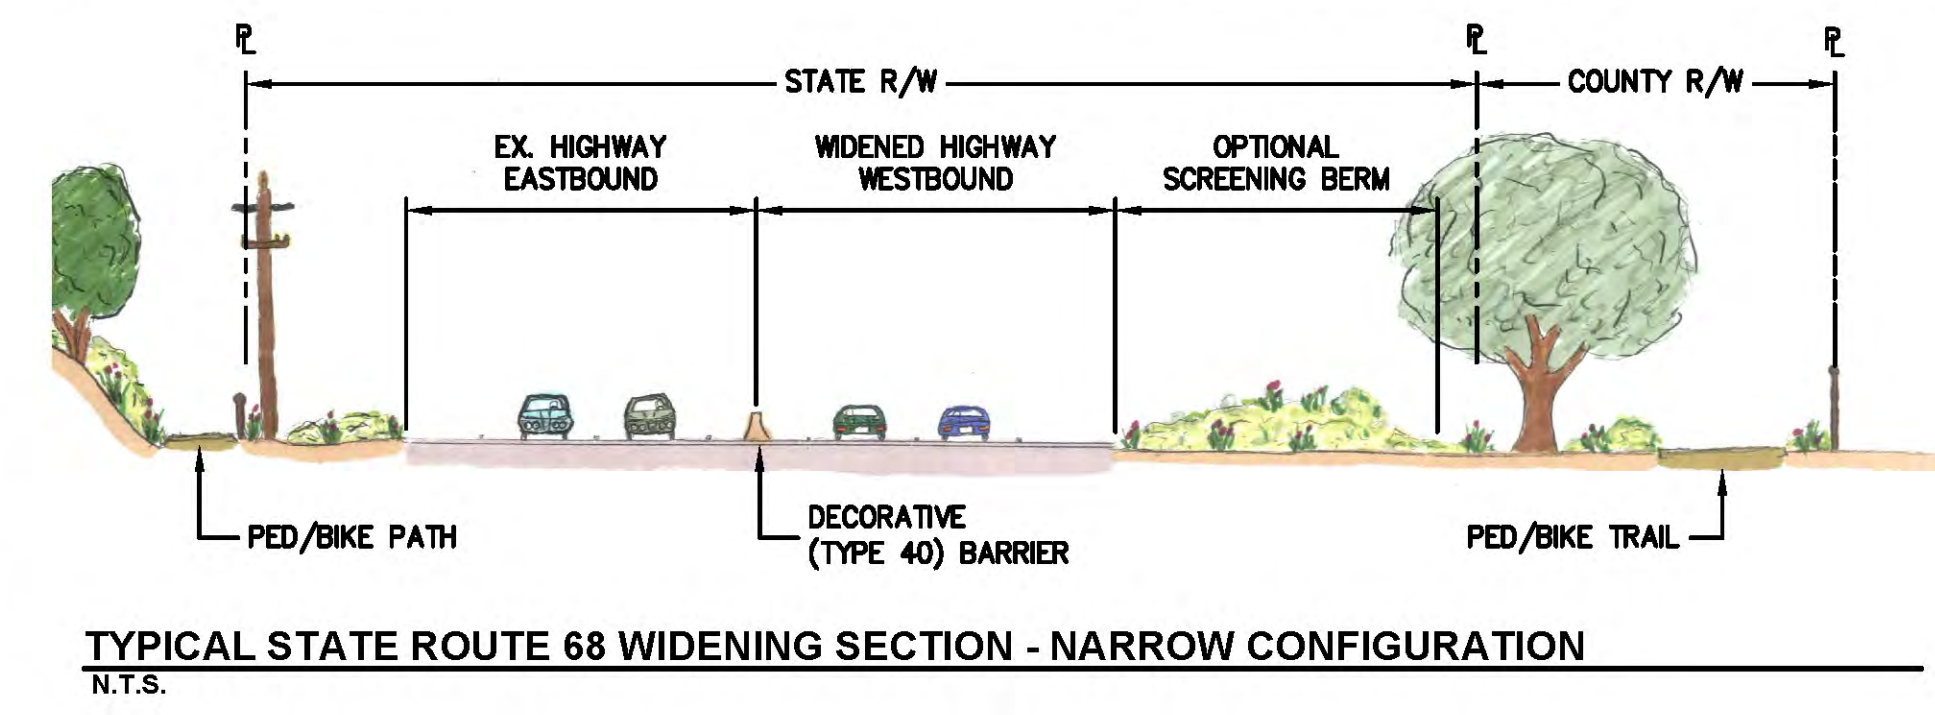 PL PL PL
STATE R/W COUNTY R/W
EX. HIGHWAY
EASTBOUND
WIDENED HIGHWAY
WESTBOUND
OPTIONAL
SCREENING BERM
PED/BIKE PATH
DECORATIVE
(TYPE 40) BARRIER
PED/BIKE TRAIL
TYPICAL STATE ROUTE 68 WIDENING SECTION - NARROW CONFIGURATION
N.T.S.